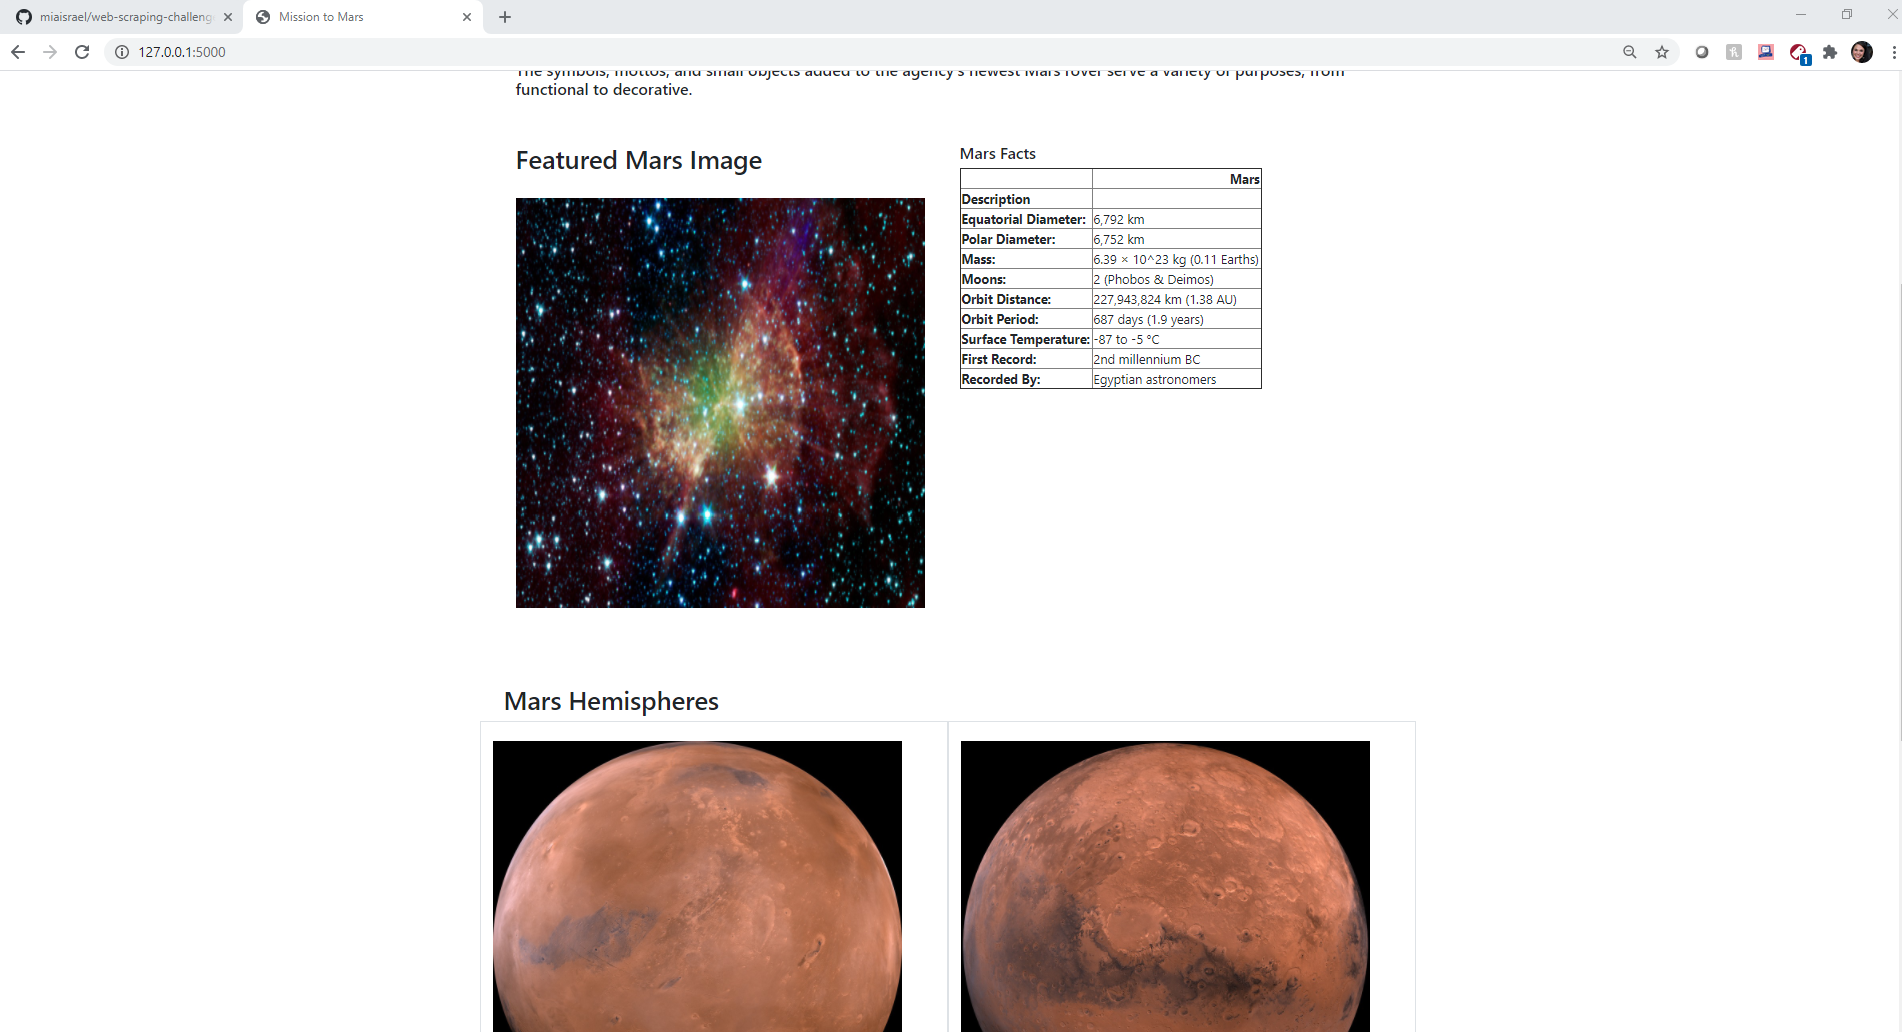 miaisrael/web-scraping-challeng
Mission to Mars
127.0.0.1:5000
1
The symbols, mottos, and small objects added to the agency's newest Mars rover serve a variety of purposes, from
functional to decorative.
Featured Mars Image
Mars Facts
Mars
Description
Equatorial Diameter: 6,792 km
Polar Diameter: 6,752 km
Mass: 6.39 × 10^23 kg (0.11 Earths)
Moons: 2 (Phobos & Deimos)
Orbit Distance: 227,943,824 km (1.38 AU)
Orbit Period: 687 days (1.9 years)
Surface Temperature: -87 to -5 °C
First Record: 2nd millennium BC
Recorded By: Egyptian astronomers
Mars Hemispheres